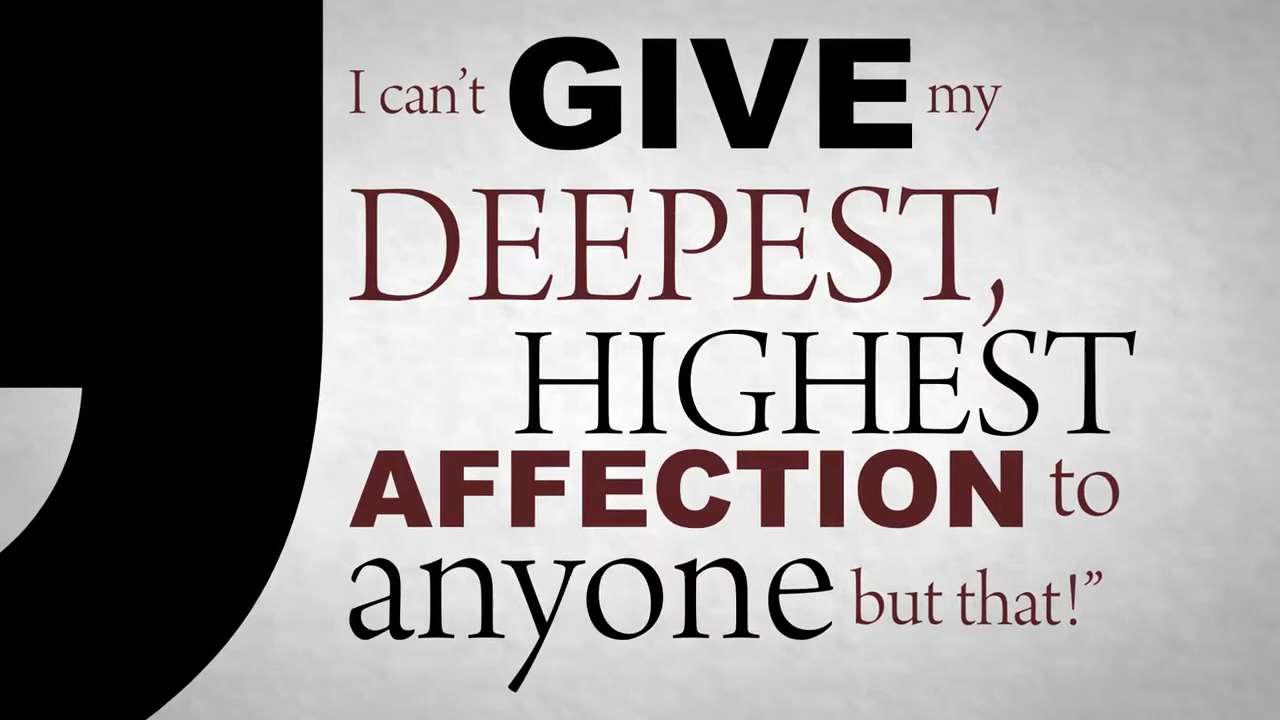 I can’t GIVE my
DEEPEST,
HIGHEST
AFFECTION to
anyone but that!”